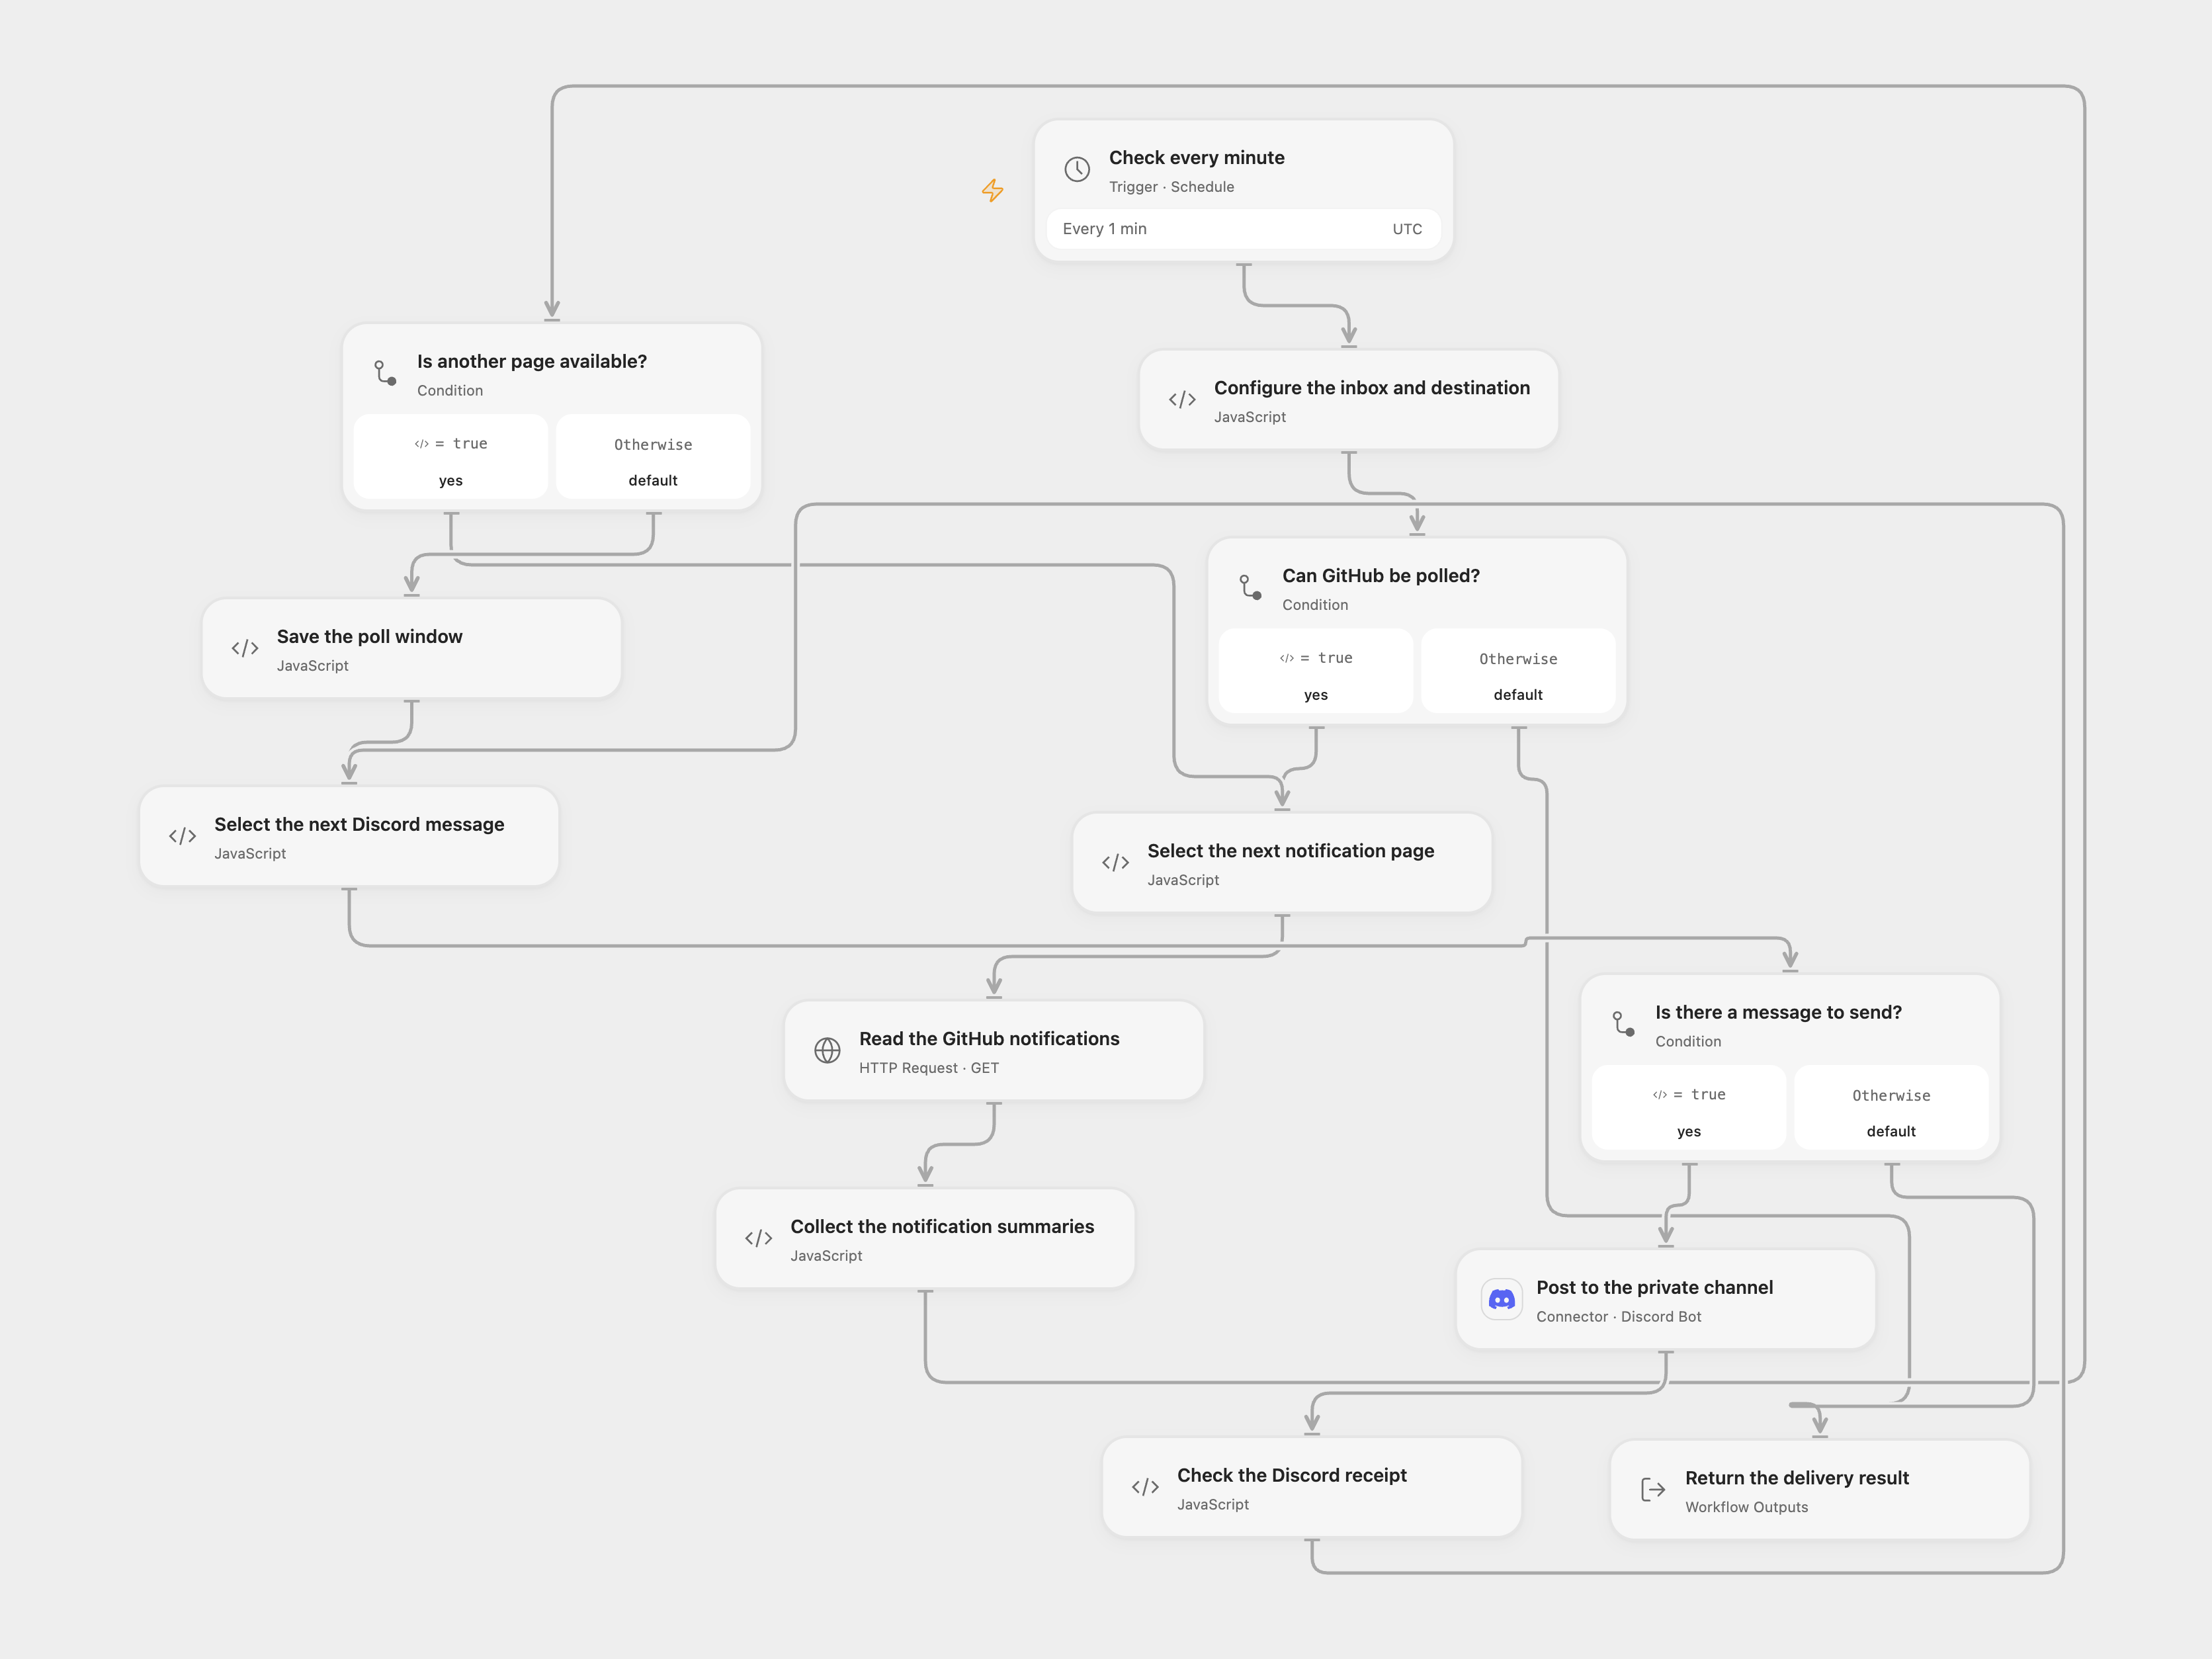 Check every minute
Trigger · Schedule
Every 1 min
UTC
Is another page available?
Condition
</> = true
yes
Otherwise
default
Configure the inbox and destination
JavaScript
Can GitHub be polled?
Condition
</> = true
yes
Otherwise
default
Save the poll window
JavaScript
Select the next Discord message
JavaScript
Select the next notification page
JavaScript
Read the GitHub notifications
HTTP Request · GET
Is there a message to send?
Condition
</> = true
yes
Otherwise
default
Collect the notification summaries
JavaScript
Post to the private channel
Connector · Discord Bot
Check the Discord receipt
JavaScript
Return the delivery result
Workflow Outputs